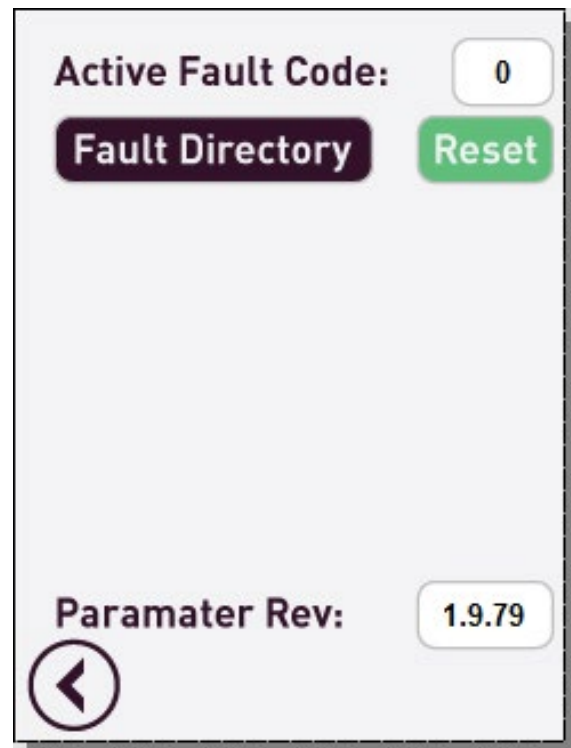 Active Fault Code: 0
Fault Directory Reset
Paramater Rev: 1.9.79